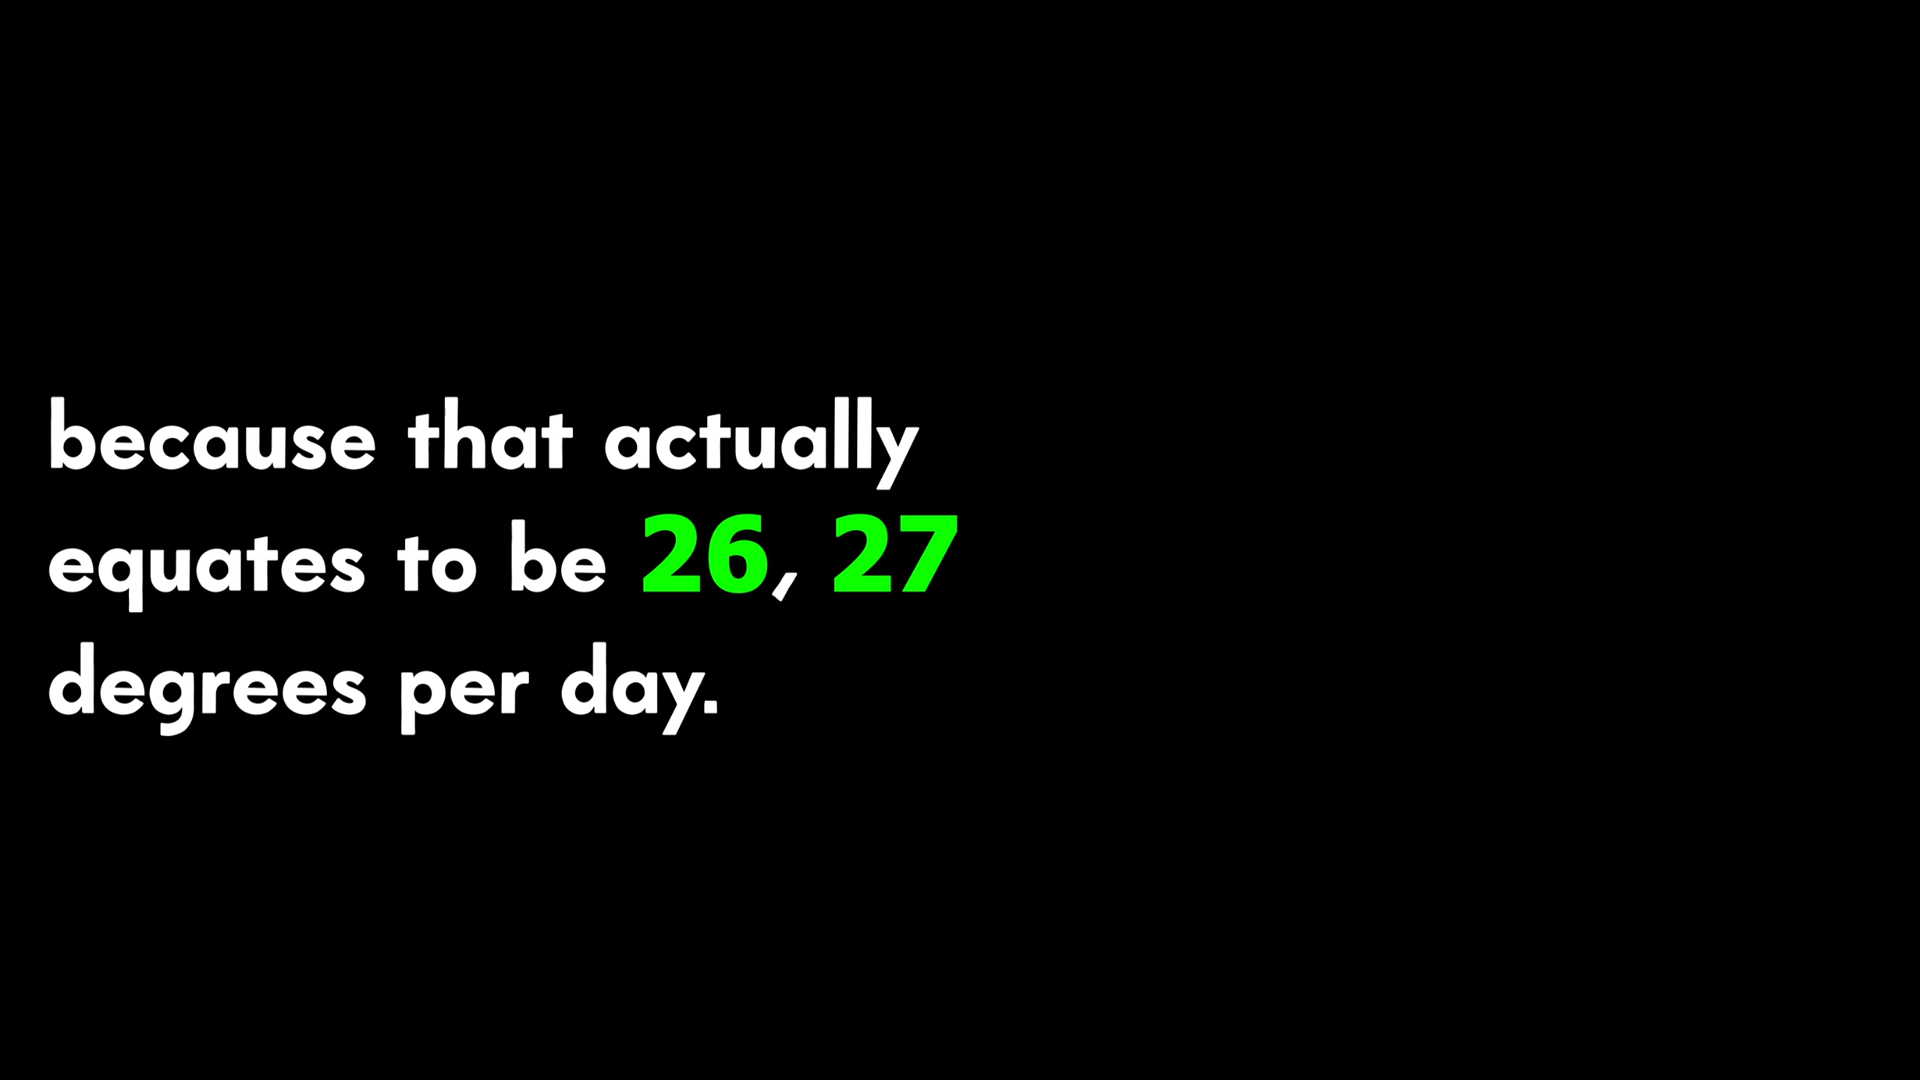 because that actually
equates to be 26, 27
degrees per day.